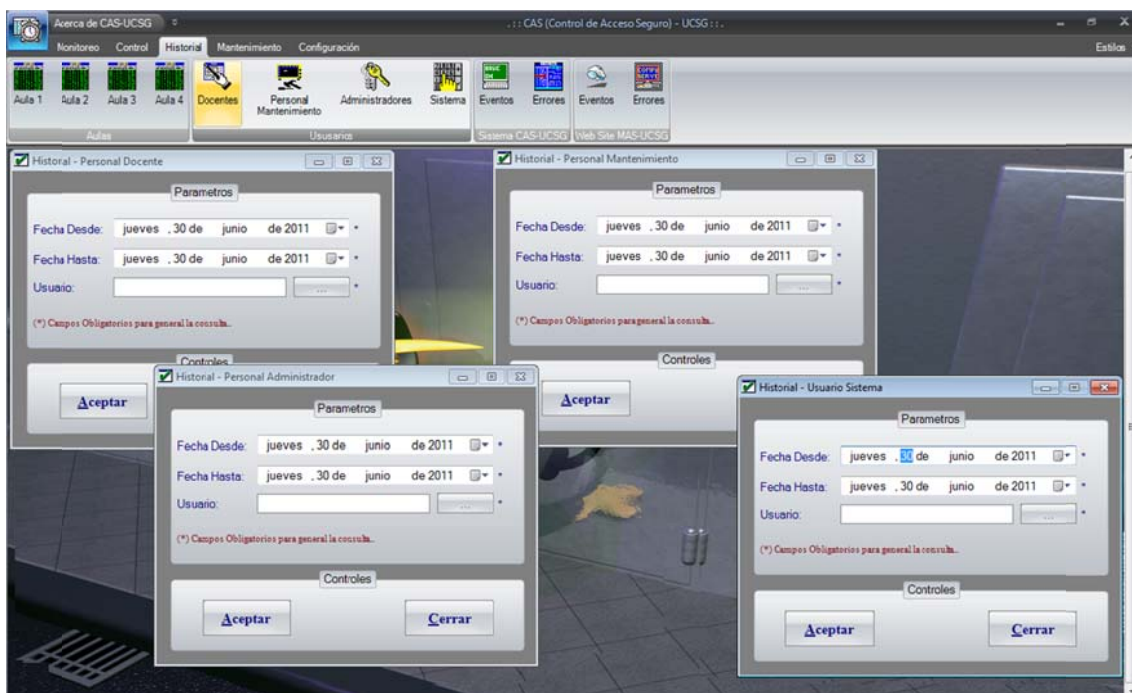 Acerca de CAS-UCSG
.:: CAS (Control de Acceso Seguro) - UCSG ::.
Nonitoreo Control Historial Mantenimiento Configuración Estilos
Aula 1 Aula 2 Aula 3 Aula 4 Docentes Personal Mantenimiento Administradores Sistema Eventos Errores Eventos Errores
Aulas Ususarios Sistema CAS-UCSG Web Site MAS-UCSG
Historal - Personal Docente
Parametros
Fecha Desde: jueves , 30 de junio de 2011 *
Fecha Hasta: jueves , 30 de junio de 2011 *
Usuario: ... *
(*) Campos Obligatorios para general la consulta..
Controles
Aceptar
Historial - Personal Mantenimiento
Parametros
Fecha Desde: jueves , 30 de junio de 2011 *
Fecha Hasta: jueves , 30 de junio de 2011 *
Usuario: ... *
(*) Campos Obligatorios para general la consulta..
Controles
Aceptar
Historial - Personal Administrador
Parametros
Fecha Desde: jueves , 30 de junio de 2011 *
Fecha Hasta: jueves , 30 de junio de 2011 *
Usuario: ... *
(*) Campos Obligatorios para general la consulta..
Controles
Aceptar Cerrar
Historial - Usuario Sistema
Parametros
Fecha Desde: jueves , 30 de junio de 2011 *
Fecha Hasta: jueves , 30 de junio de 2011 *
Usuario: ... *
(*) Campos Obligatorios para general la consulta..
Controles
Aceptar Cerrar